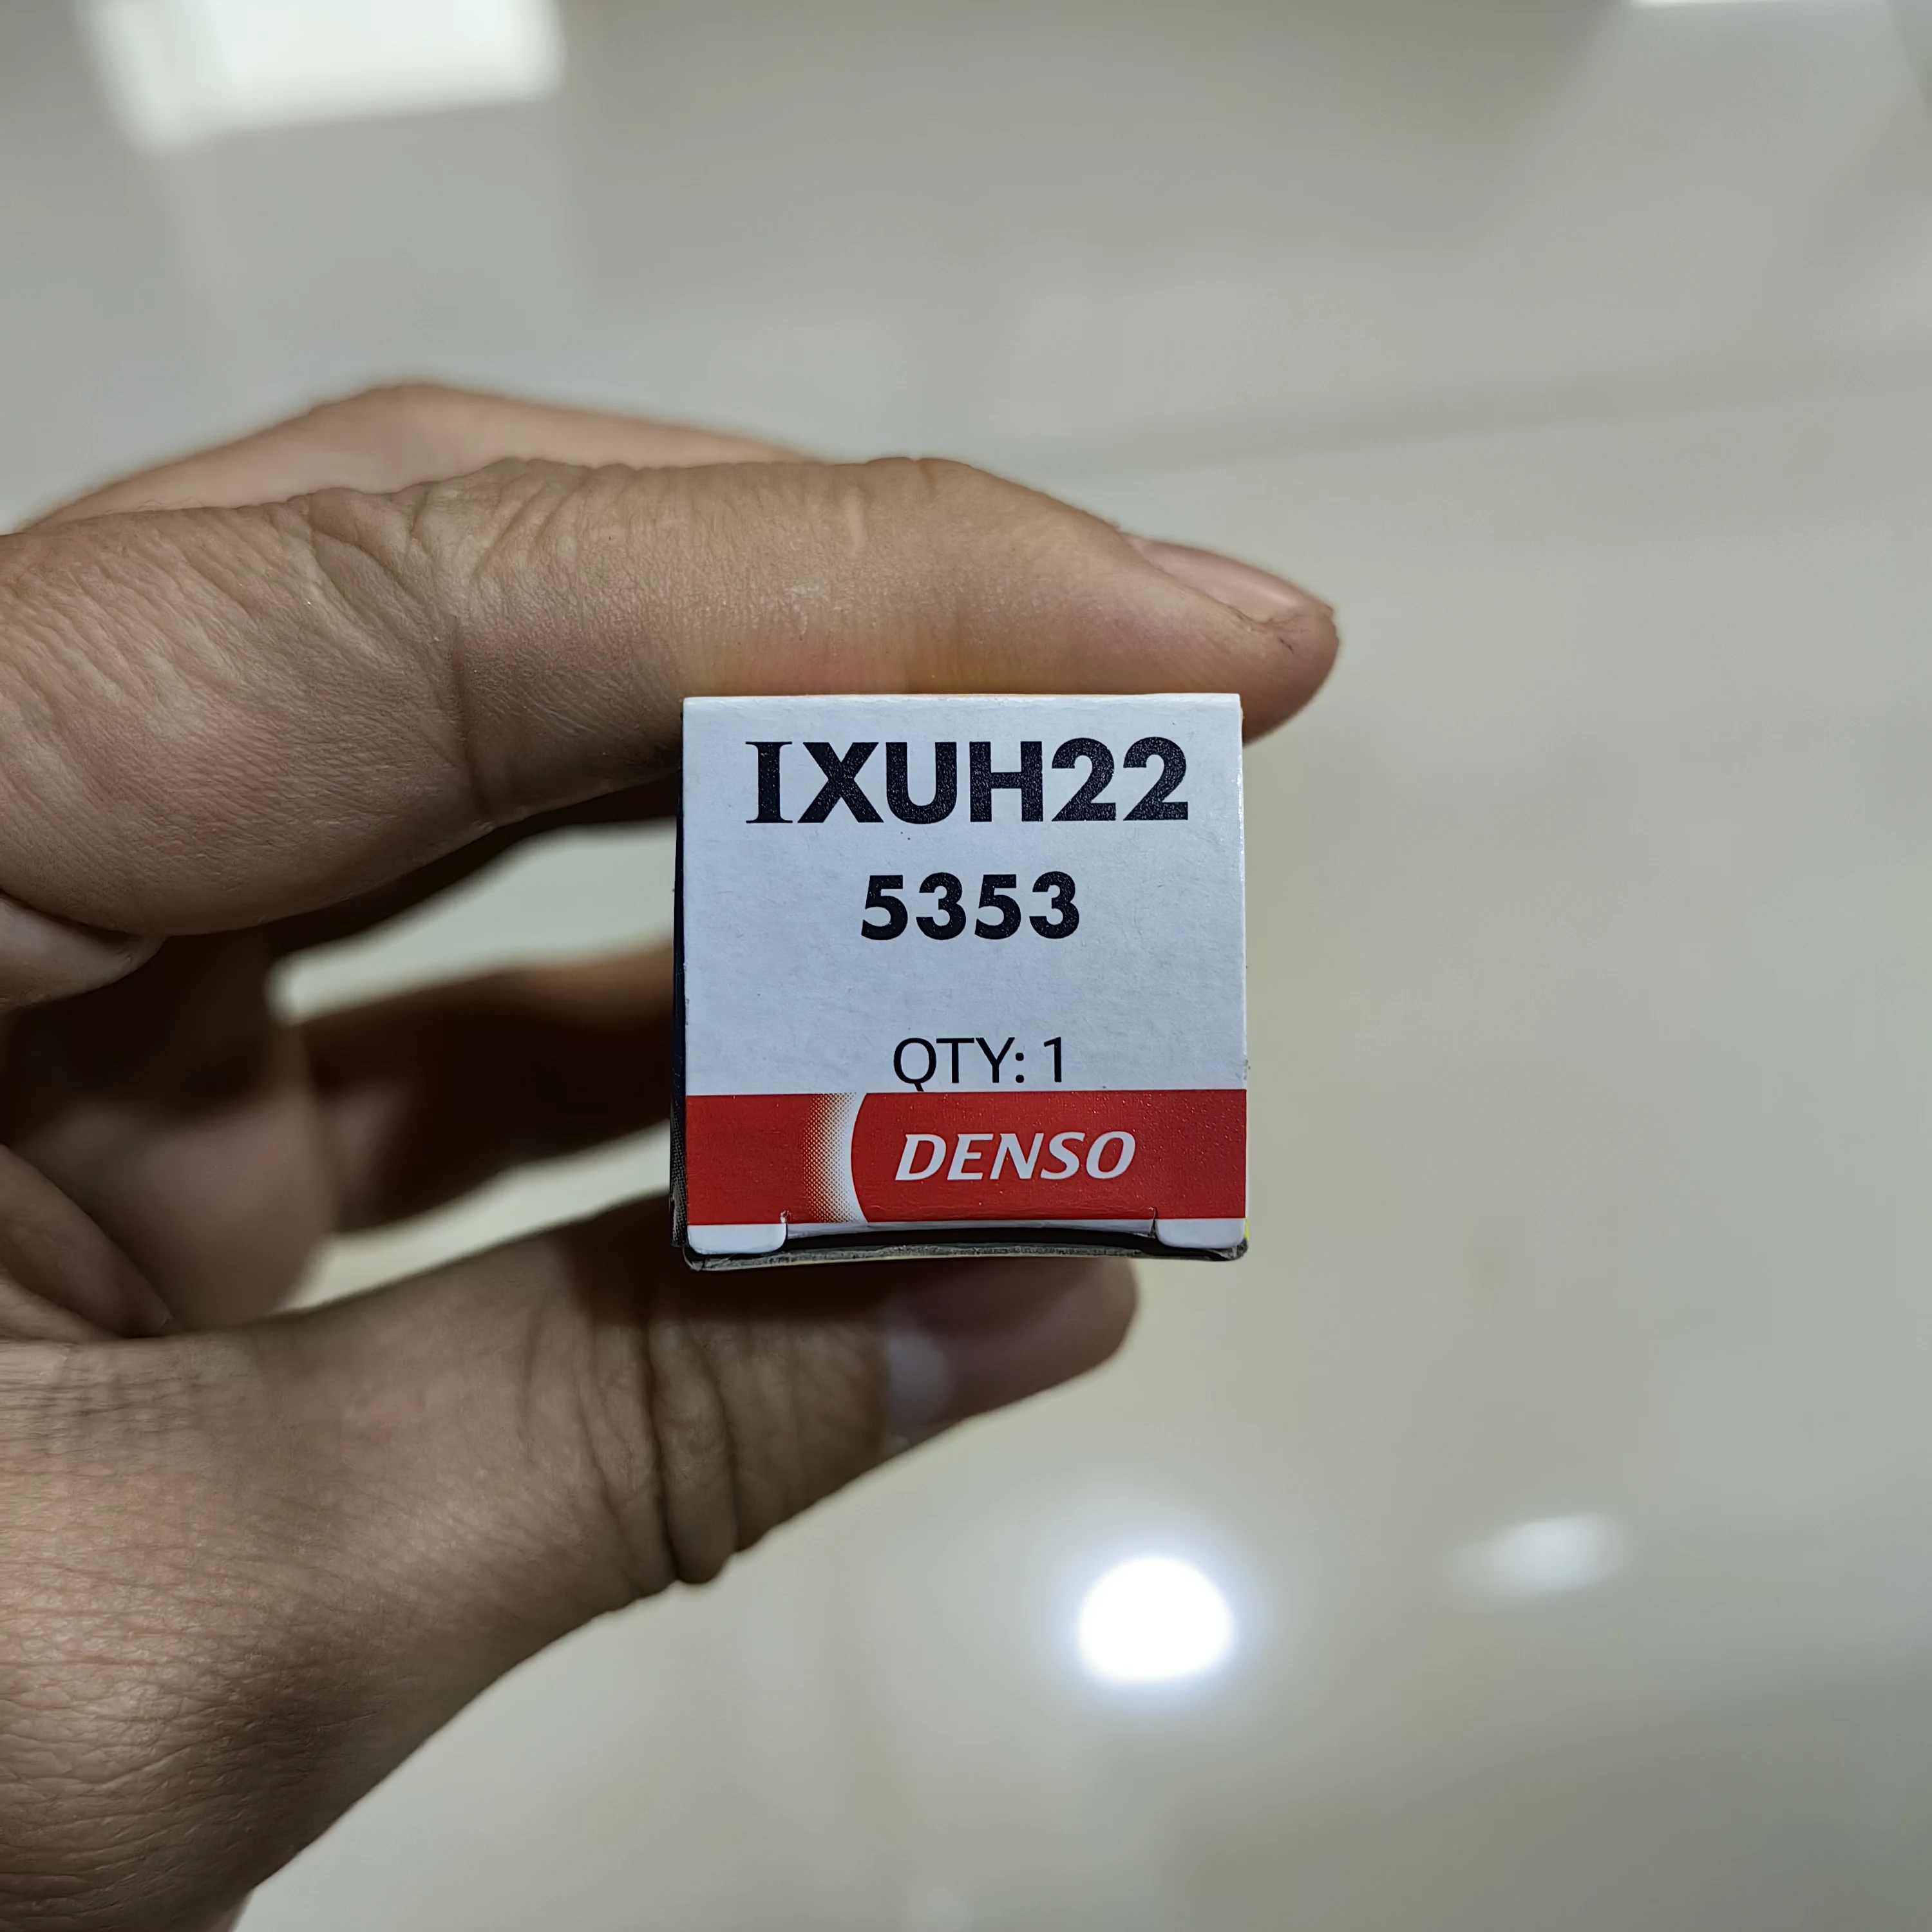 IXUH22
5353
QTY: 1
DENSO